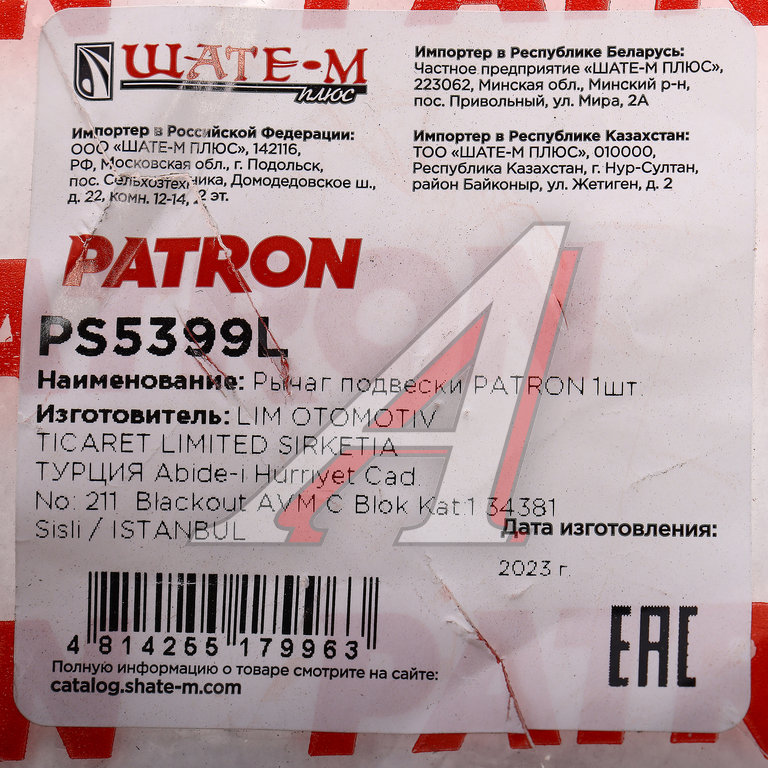 ШАТЕ-М
плюс
Импортер в Республике Беларусь:
Частное предприятие «ШАТЕ-М ПЛЮС»,
223062, Минская обл., Минский р-н,
пос. Привольный, ул. Мира, 2А
Импортер в Российской Федерации:
ООО «ШАТЕ-М ПЛЮС», 142116,
РФ, Московская обл., г. Подольск,
пос. Сельхозтехника, Домодедовское ш.,
д. 22, комн. 12-14, 2 эт.
Импортер в Республике Казахстан:
ТОО «ШАТЕ-М ПЛЮС», 010000,
Республика Казахстан, г. Нур-Султан,
район Байконыр, ул. Жетиген, д. 2
PATRON
PS5399L
Наименование: Рычаг подвески PATRON 1шт.
Изготовитель: LIM OTOMOTIV
TICARET LIMITED SIRKETIA
ТУРЦИЯ Abide-i Hurriyet Cad.
No: 211 Blackout AVM C Blok Kat:1 34381
Sisli / ISTANBUL
Дата изготовления:
2023 г.
4 814255 179963
EAC
Полную информацию о товаре смотрите на сайте:
catalog.shate-m.com